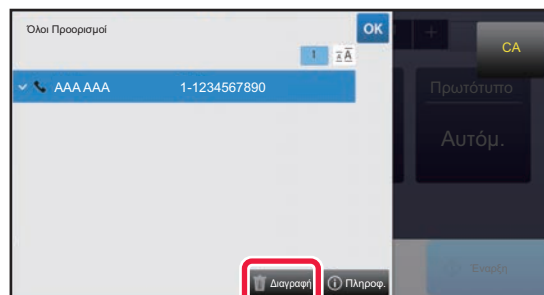 Όλοι Προορισμοί
OK
CA
1
AAA AAA 1-1234567890
Πρωτότυπο
Αυτόμ.
Διαγραφή
Πληροφ.
Έναρξη